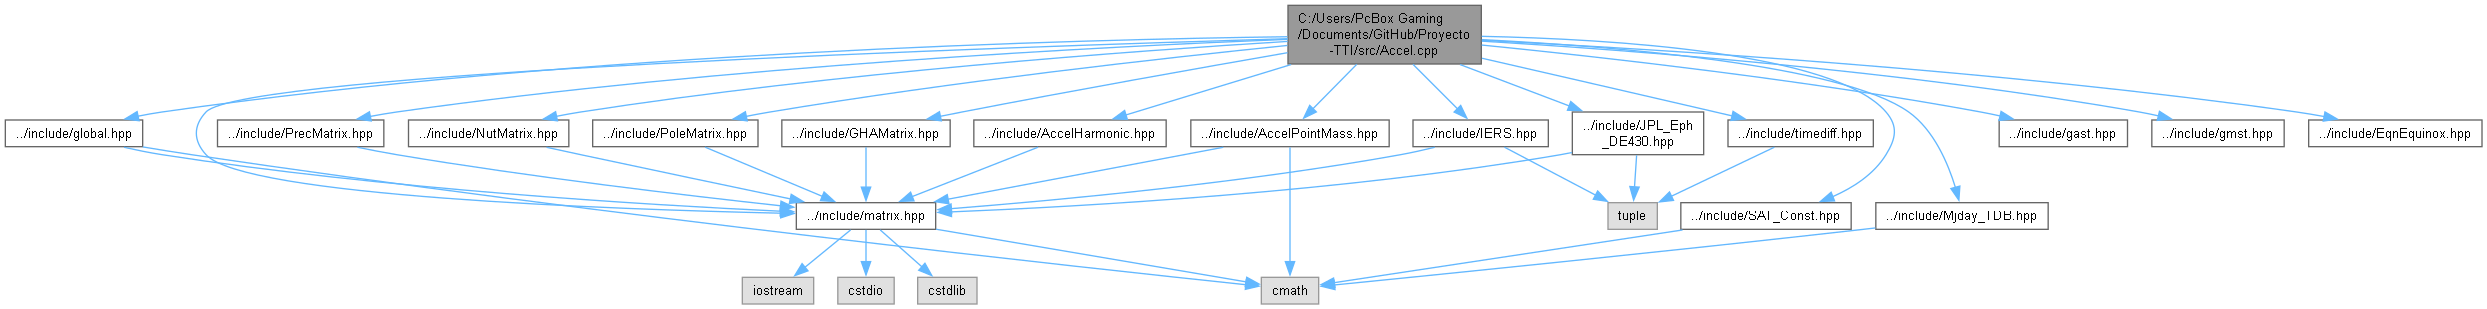 C:/Users/PcBox Gaming
/Documents/GitHub/Proyecto
-TTI/src/Accel.cpp
../include/global.hpp
../include/PrecMatrix.hpp
../include/NutMatrix.hpp
../include/PoleMatrix.hpp
../include/GHAMatrix.hpp
../include/AccelHarmonic.hpp
../include/AccelPointMass.hpp
../include/IERS.hpp
../include/JPL_Eph
_DE430.hpp
../include/timediff.hpp
../include/gast.hpp
../include/gmst.hpp
../include/EqnEquinox.hpp
../include/matrix.hpp
tuple
../include/SAT_Const.hpp
../include/Mjday_TDB.hpp
iostream
cstdio
cstdlib
cmath